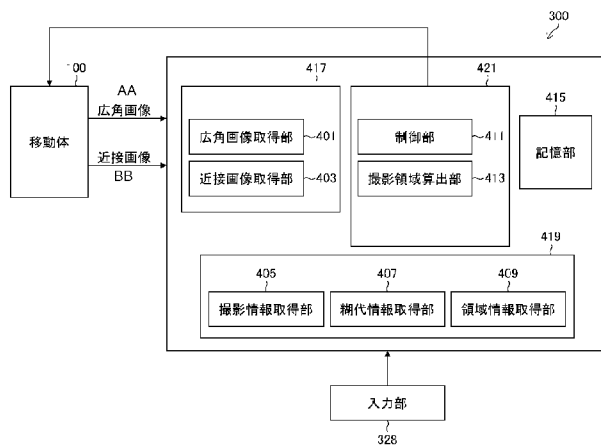 300
100
417
421
AA
広角画像
415
移動体
広角画像取得部
401
制御部
411
記憶部
近接画像
BB
近接画像取得部
403
撮影領域算出部
413
419
405
407
409
撮影情報取得部
糊代情報取得部
領域情報取得部
入力部
328